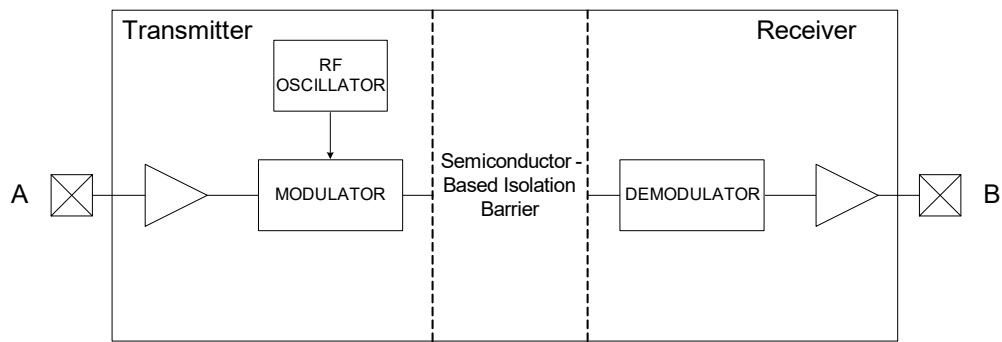 Transmitter
Receiver
RF
OSCILLATOR
A
MODULATOR
Semiconductor -
Based Isolation
Barrier
DEMODULATOR
B